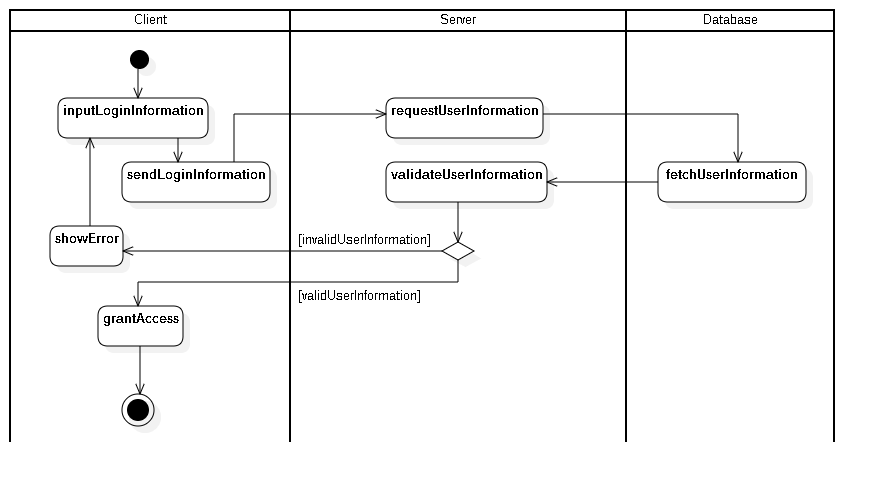 Client
Server
Database
inputLoginInformation
requestUserInformation
sendLoginInformation
validateUserInformation
fetchUserInformation
showError
[invalidUserInformation]
[validUserInformation]
grantAccess